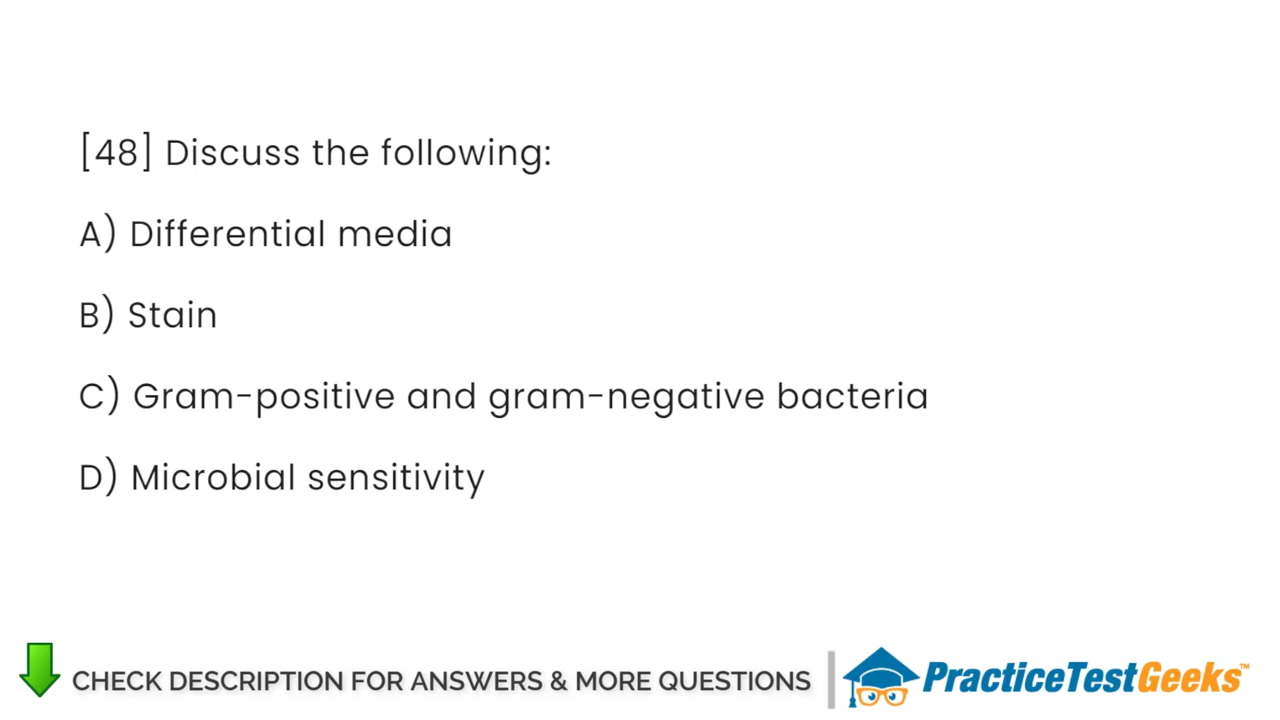 [48] Discuss the following:
A) Differential media
B) Stain
C) Gram-positive and gram-negative bacteria
D) Microbial sensitivity
CHECK DESCRIPTION FOR ANSWERS & MORE QUESTIONS
PracticeTestGeeks™